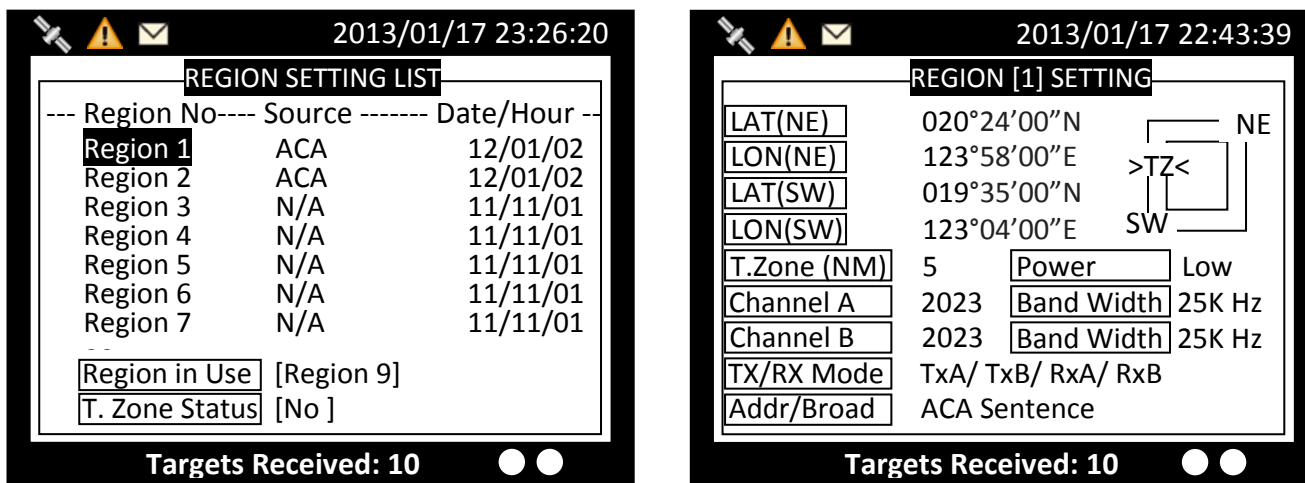 2013/01/17 23:26:20
REGION SETTING LIST
--- Region No---- Source ------- Date/Hour --
Region 1 ACA 12/01/02
Region 2 ACA 12/01/02
Region 3 N/A 11/11/01
Region 4 N/A 11/11/01
Region 5 N/A 11/11/01
Region 6 N/A 11/11/01
Region 7 N/A 11/11/01
Region in Use [Region 9]
T. Zone Status [No ]
Targets Received: 10
2013/01/17 22:43:39
REGION [1] SETTING
LAT(NE) 020°24’00”N NE
LON(NE) 123°58’00”E >TZ<
LAT(SW) 019°35’00”N
LON(SW) 123°04’00”E SW
T.Zone (NM) 5 Power Low
Channel A 2023 Band Width 25K Hz
Channel B 2023 Band Width 25K Hz
TX/RX Mode TxA/ TxB/ RxA/ RxB
Addr/Broad ACA Sentence
Targets Received: 10